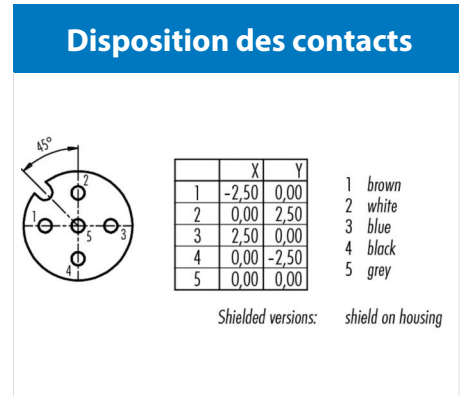 Disposition des contacts
45°
2
1
5
3
4
X Y
1 -2,50 0,00
2 0,00 2,50
3 2,50 0,00
4 0,00 -2,50
5 0,00 0,00
1 brown
2 white
3 blue
4 black
5 grey
Shielded versions: shield on housing